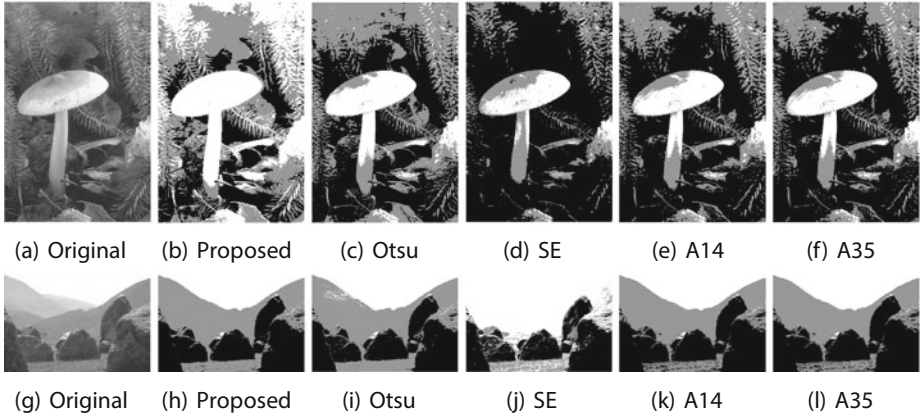 (a) Original (b) Proposed (c) Otsu (d) SE (e) A14 (f) A35
(g) Original (h) Proposed (i) Otsu (j) SE (k) A14 (l) A35